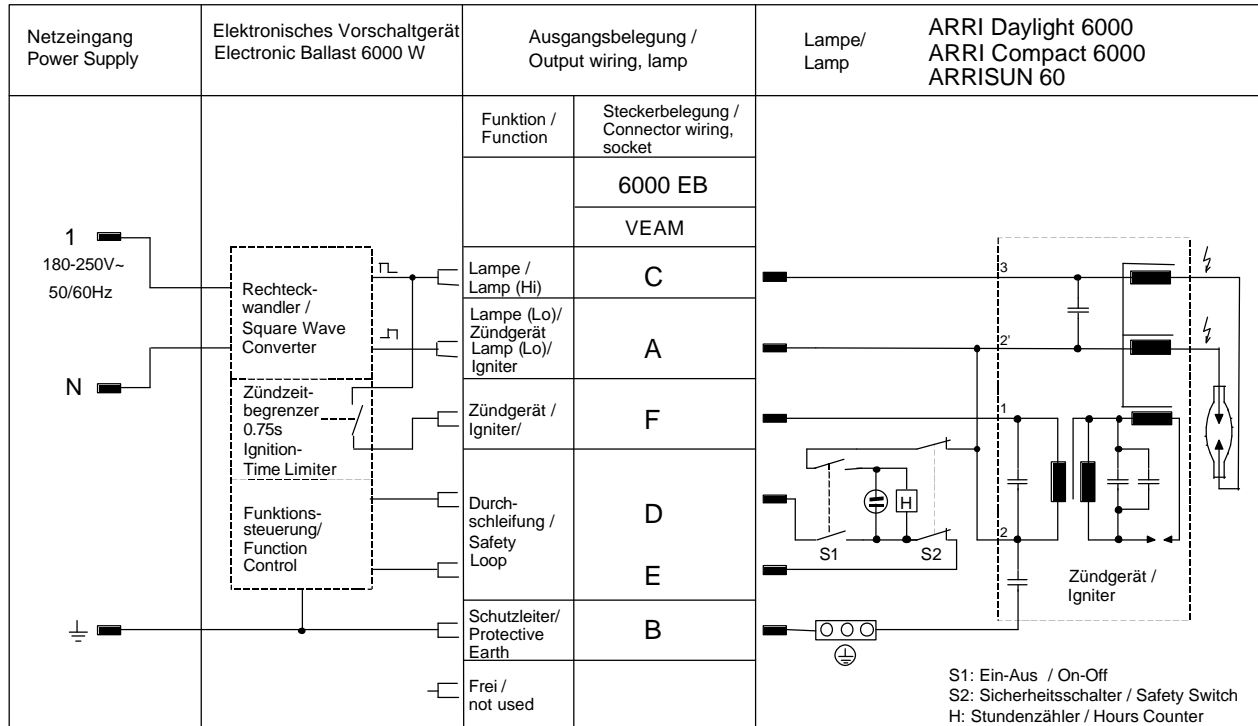 Netzeingang
Power Supply
Elektronisches Vorschaltgerät
Electronic Ballast 6000 W
Ausgangsbelegung /
Output wiring, lamp
Lampe/
Lamp
ARRI Daylight 6000
ARRI Compact 6000
ARRISUN 60
Funktion /
Function
Steckerbelegung /
Connector wiring,
socket
6000 EB
VEAM
1
180-250V~
50/60Hz
N
Rechteck-
wandler /
Square Wave
Converter
Zündzeit-
begrenzer
0.75s
Ignition-
Time Limiter
Funktions-
steuerung/
Function
Control
Lampe /
Lamp (Hi)
C
Lampe (Lo)/
Zündgerät
Lamp (Lo)/
Igniter
A
Zündgerät /
Igniter/
F
Durch-
schleifung /
Safety
Loop
D
E
Schutzleiter/
Protective
Earth
B
Frei /
not used
3
2'
1
2
H
S1
S2
Zündgerät /
Igniter
S1: Ein-Aus / On-Off
S2: Sicherheitsschalter / Safety Switch
H: Stundenzähler / Hours Counter